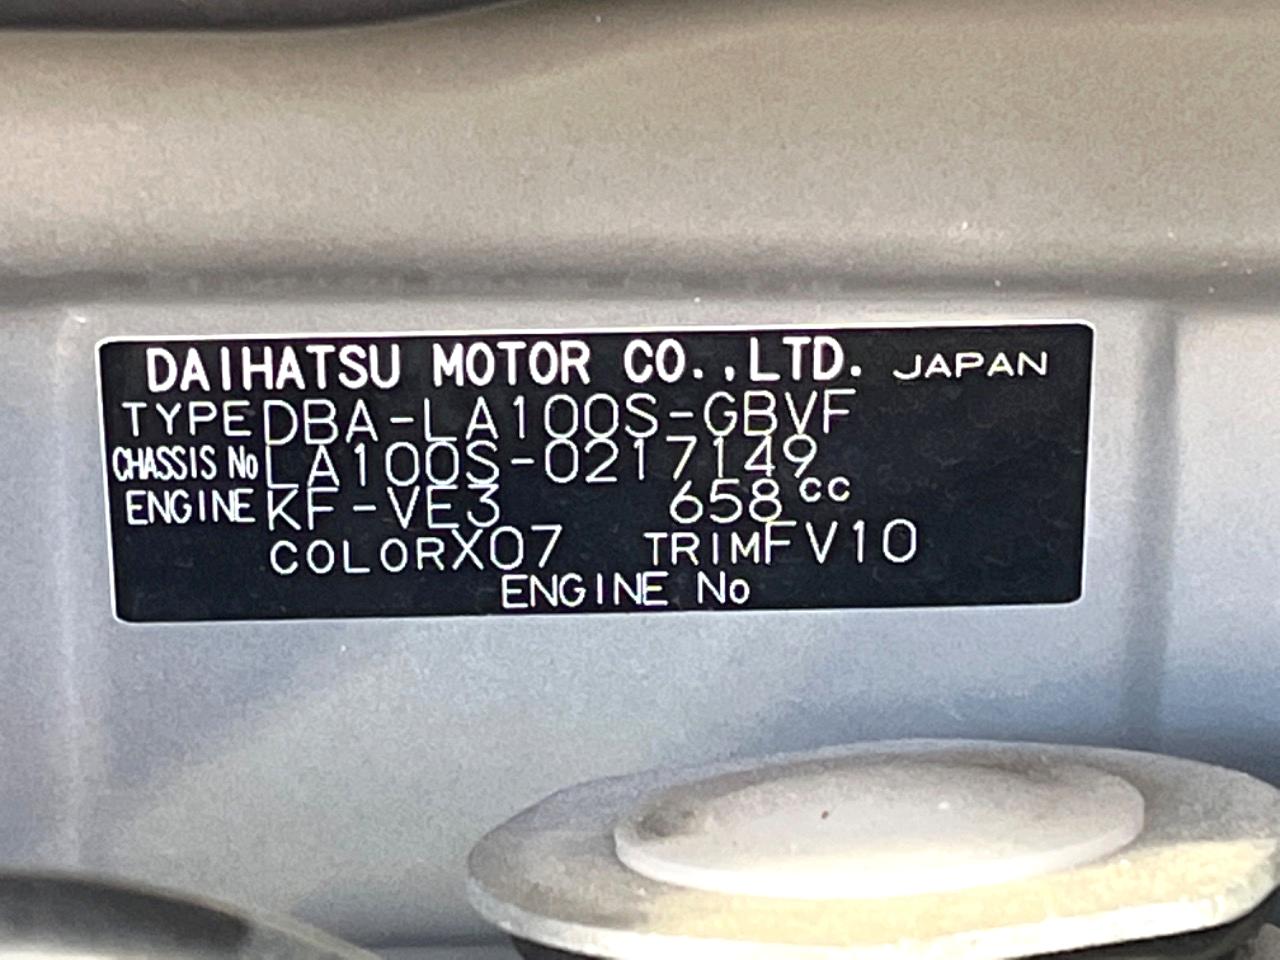 DAIHATSU MOTOR CO.,LTD. JAPAN
TYPE DBA-LA100S-GBVF
CHASSIS No LA100S-0217149
ENGINE KF-VE3 658cc
COLOR X07 TRIM FV10
ENGINE No